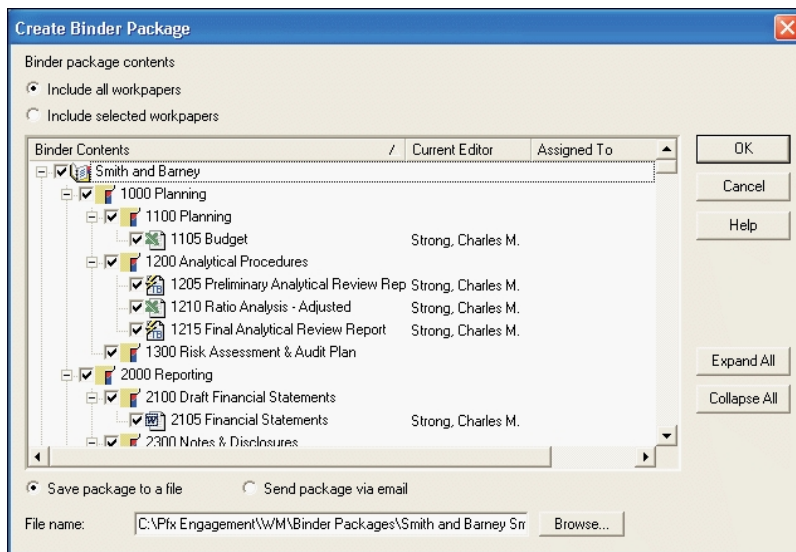 Create Binder Package
Binder package contents
Include all workpapers
Include selected workpapers
Binder Contents / Current Editor Assigned To
Smith and Barney
1000 Planning
1100 Planning
1105 Budget Strong, Charles M.
1200 Analytical Procedures
1205 Preliminary Analytical Review Rep Strong, Charles M.
1210 Ratio Analysis - Adjusted Strong, Charles M.
1215 Final Analytical Review Report Strong, Charles M.
1300 Risk Assessment & Audit Plan
2000 Reporting
2100 Draft Financial Statements
2105 Financial Statements Strong, Charles M.
2300 Notes & Disclosures
OK
Cancel
Help
Expand All
Collapse All
Save package to a file Send package via email
File name: C:\Pfx Engagement\WM\Binder Packages\Smith and Barney Sm Browse...